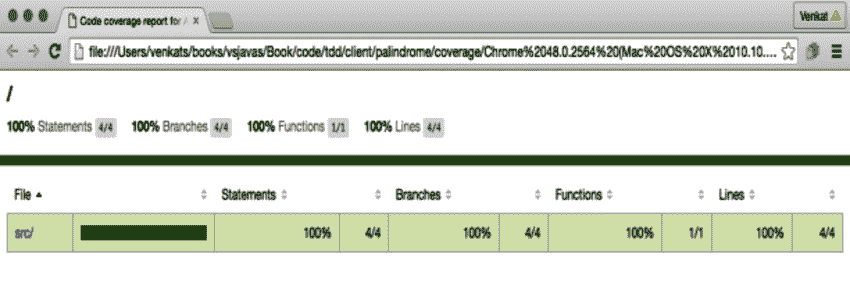 Code coverage report for /
Venkat
file:///Users/venkats/books/vsjavas/Book/code/tdd/client/palindrome/coverage/Chrome%2048.0.2564%20(Mac%20OS%20X%2010.10....
/
100% Statements 4/4 100% Branches 4/4 100% Functions 1/1 100% Lines 4/4
File Statements Branches Functions Lines
src/ 100% 4/4 100% 4/4 100% 1/1 100% 4/4